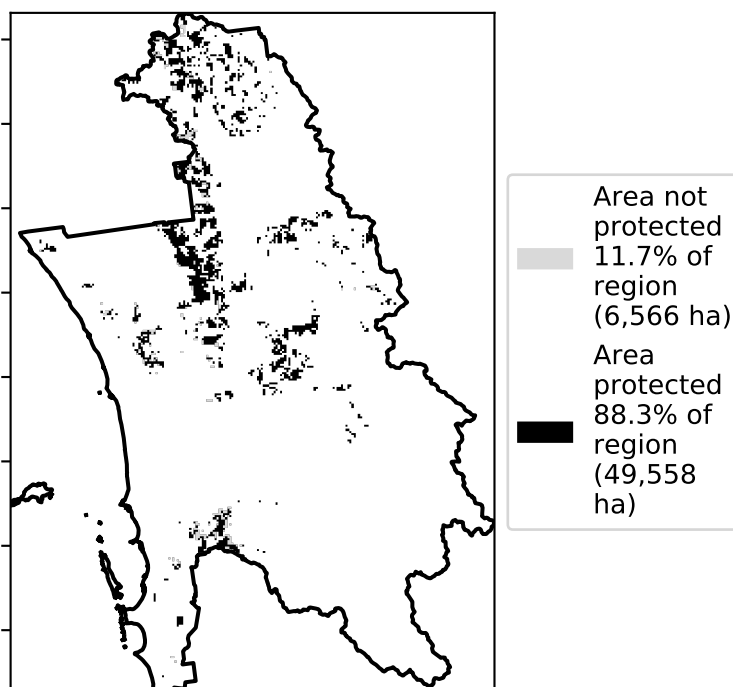 Area not
protected
11.7% of
region
(6,566 ha)
Area
protected
88.3% of
region
(49,558
ha)